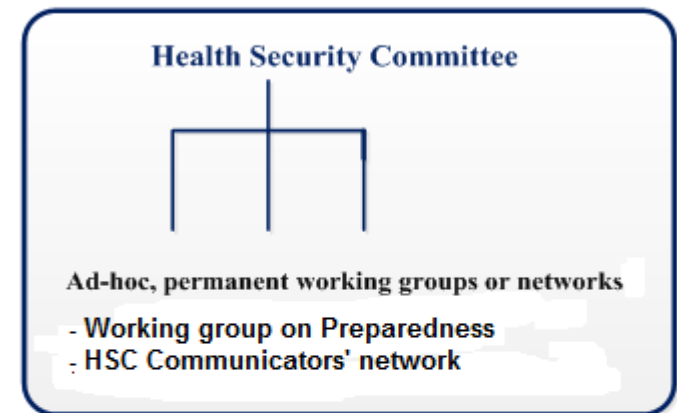 Health Security Committee
Ad-hoc, permanent working groups or networks
- Working group on Preparedness
- HSC Communicators' network